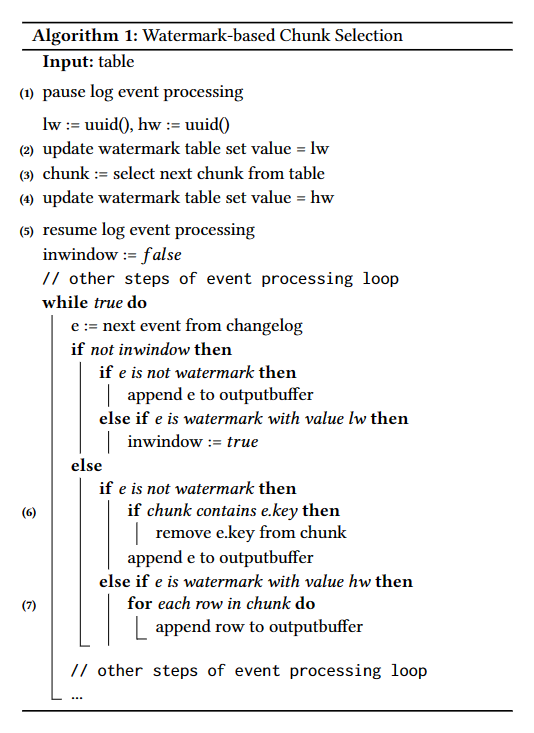 Algorithm 1: Watermark-based Chunk Selection
Input: table
(1) pause log event processing
lw := uuid(), hw := uuid()
(2) update watermark table set value = lw
(3) chunk := select next chunk from table
(4) update watermark table set value = hw
(5) resume log event processing
inwindow := false
// other steps of event processing loop
while true do
e := next event from changelog
if not inwindow then
if e is not watermark then
append e to outputbuffer
else if e is watermark with value lw then
inwindow := true
else
if e is not watermark then
(6) if chunk contains e.key then
remove e.key from chunk
append e to outputbuffer
else if e is watermark with value hw then
(7) for each row in chunk do
append row to outputbuffer
// other steps of event processing loop
...